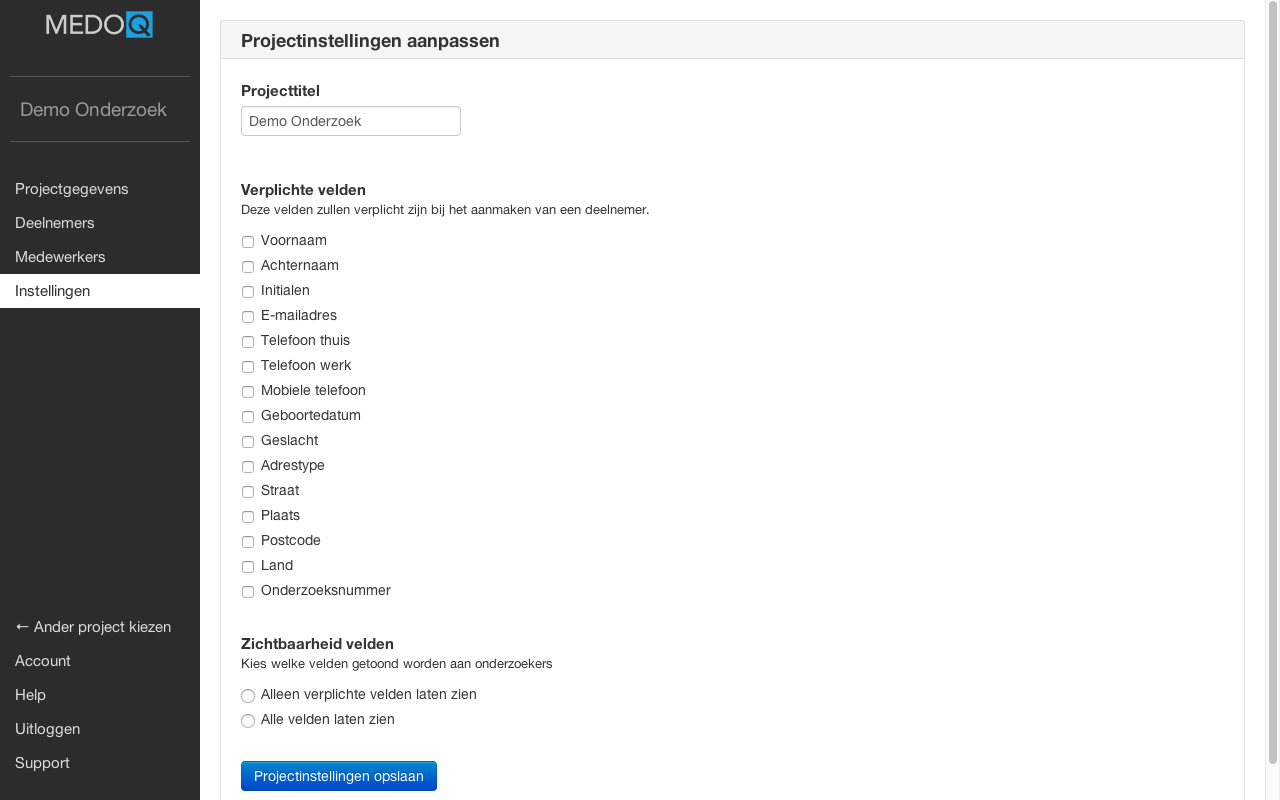 MEDOQ
Demo Onderzoek
Projectgegevens
Deelnemers
Medewerkers
Instellingen
← Ander project kiezen
Account
Help
Uitloggen
Support
Projectinstellingen aanpassen
Projecttitel
Demo Onderzoek
Verplichte velden
Deze velden zullen verplicht zijn bij het aanmaken van een deelnemer.
Voornaam
Achternaam
Initialen
E-mailadres
Telefoon thuis
Telefoon werk
Mobiele telefoon
Geboortedatum
Geslacht
Adrestype
Straat
Plaats
Postcode
Land
Onderzoeksnummer
Zichtbaarheid velden
Kies welke velden getoond worden aan onderzoekers
Alleen verplichte velden laten zien
Alle velden laten zien
Projectinstellingen opslaan